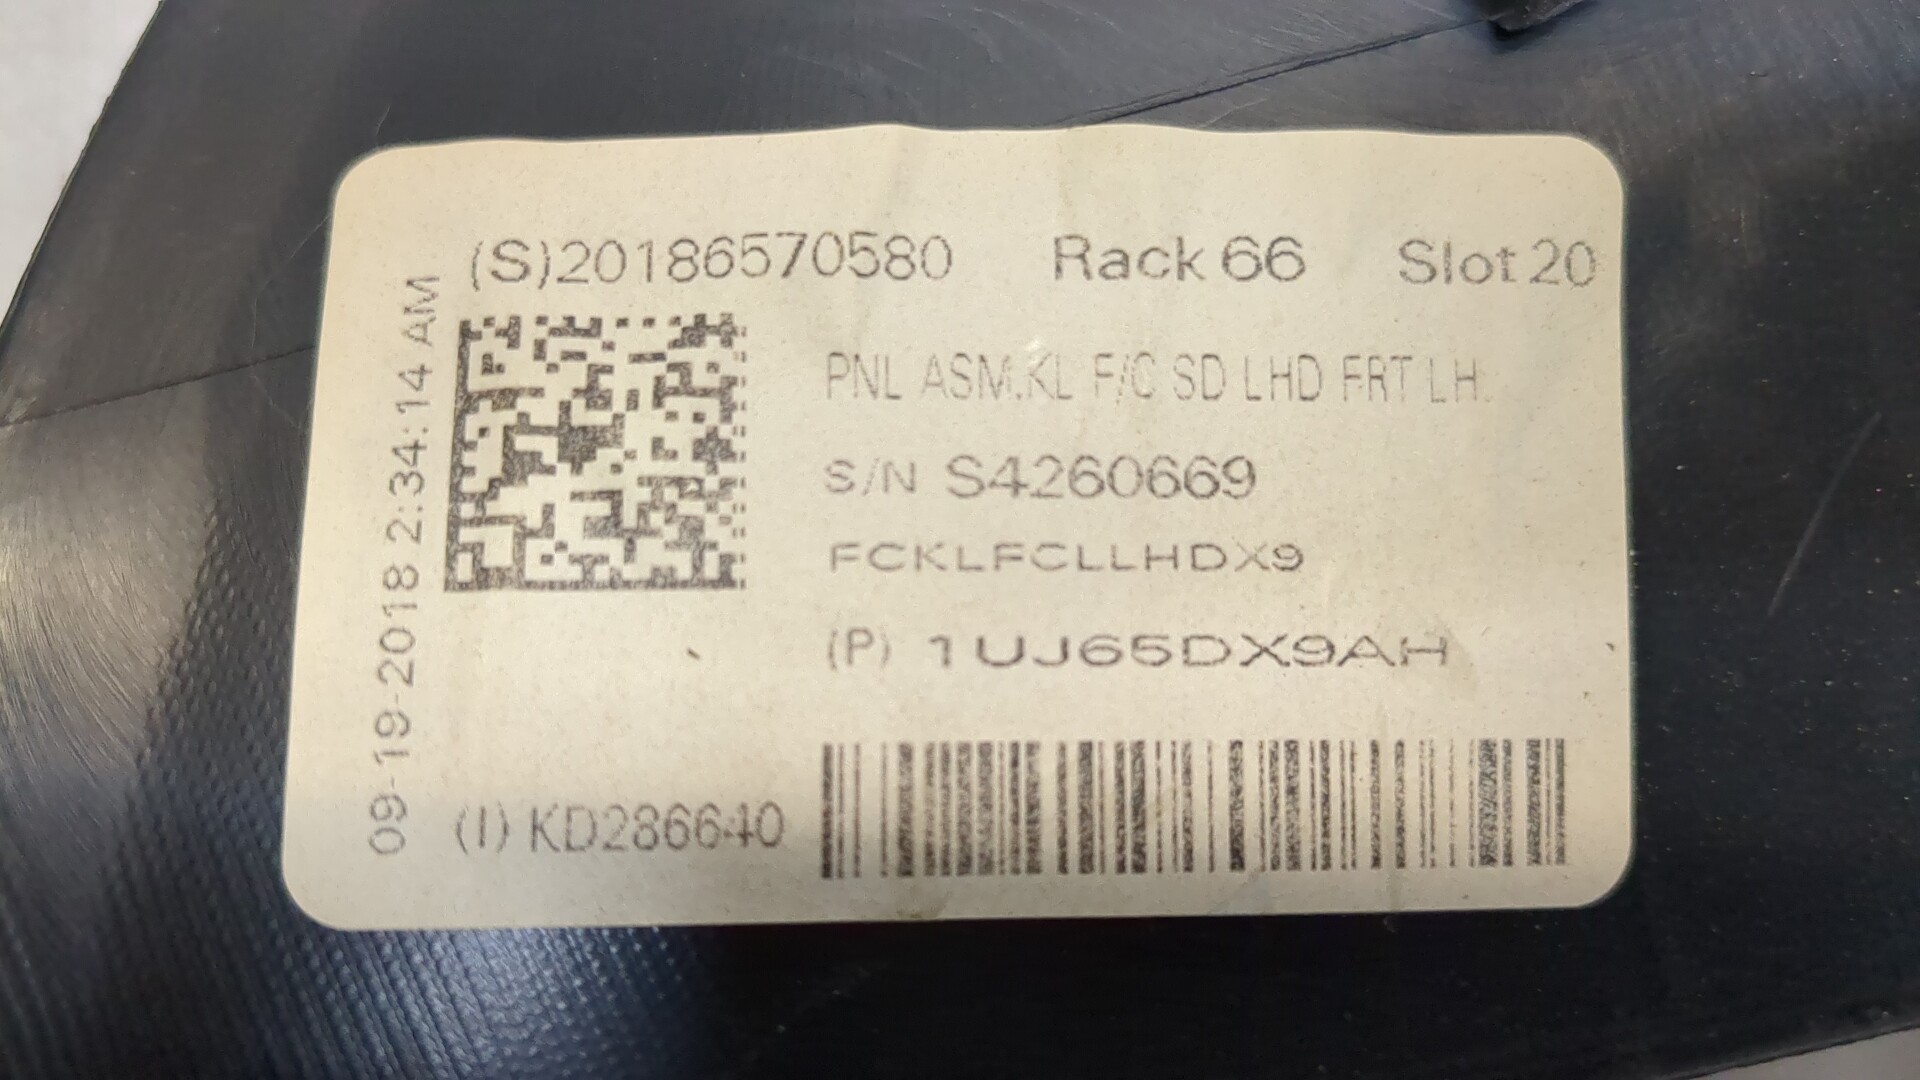 (S)20186570580 Rack 66 Slot 20
09-19-2018 2:34:14 AM
PNL ASM.KL F/C SD LHD FRT LH.
S/N S4260669
FCKLFCLLHDX9
(P) 1UJ65DX9AH
(I) KD286640